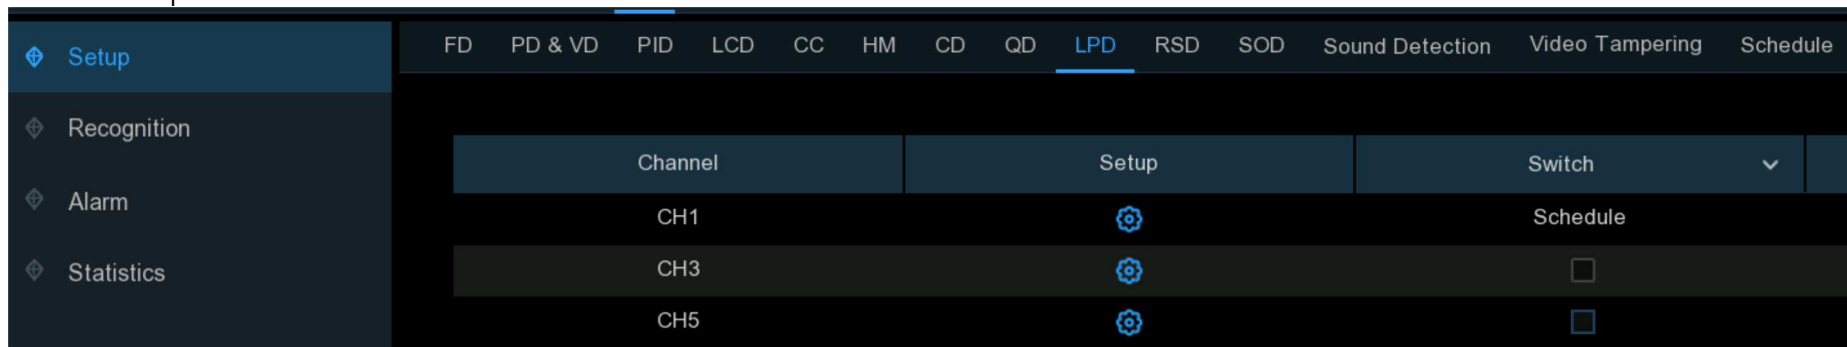 Setup
Recognition
Alarm
Statistics
FD PD & VD PID LCD CC HM CD QD LPD RSD SOD Sound Detection Video Tampering Schedule
Channel Setup Switch
CH1 Schedule
CH3
CH5